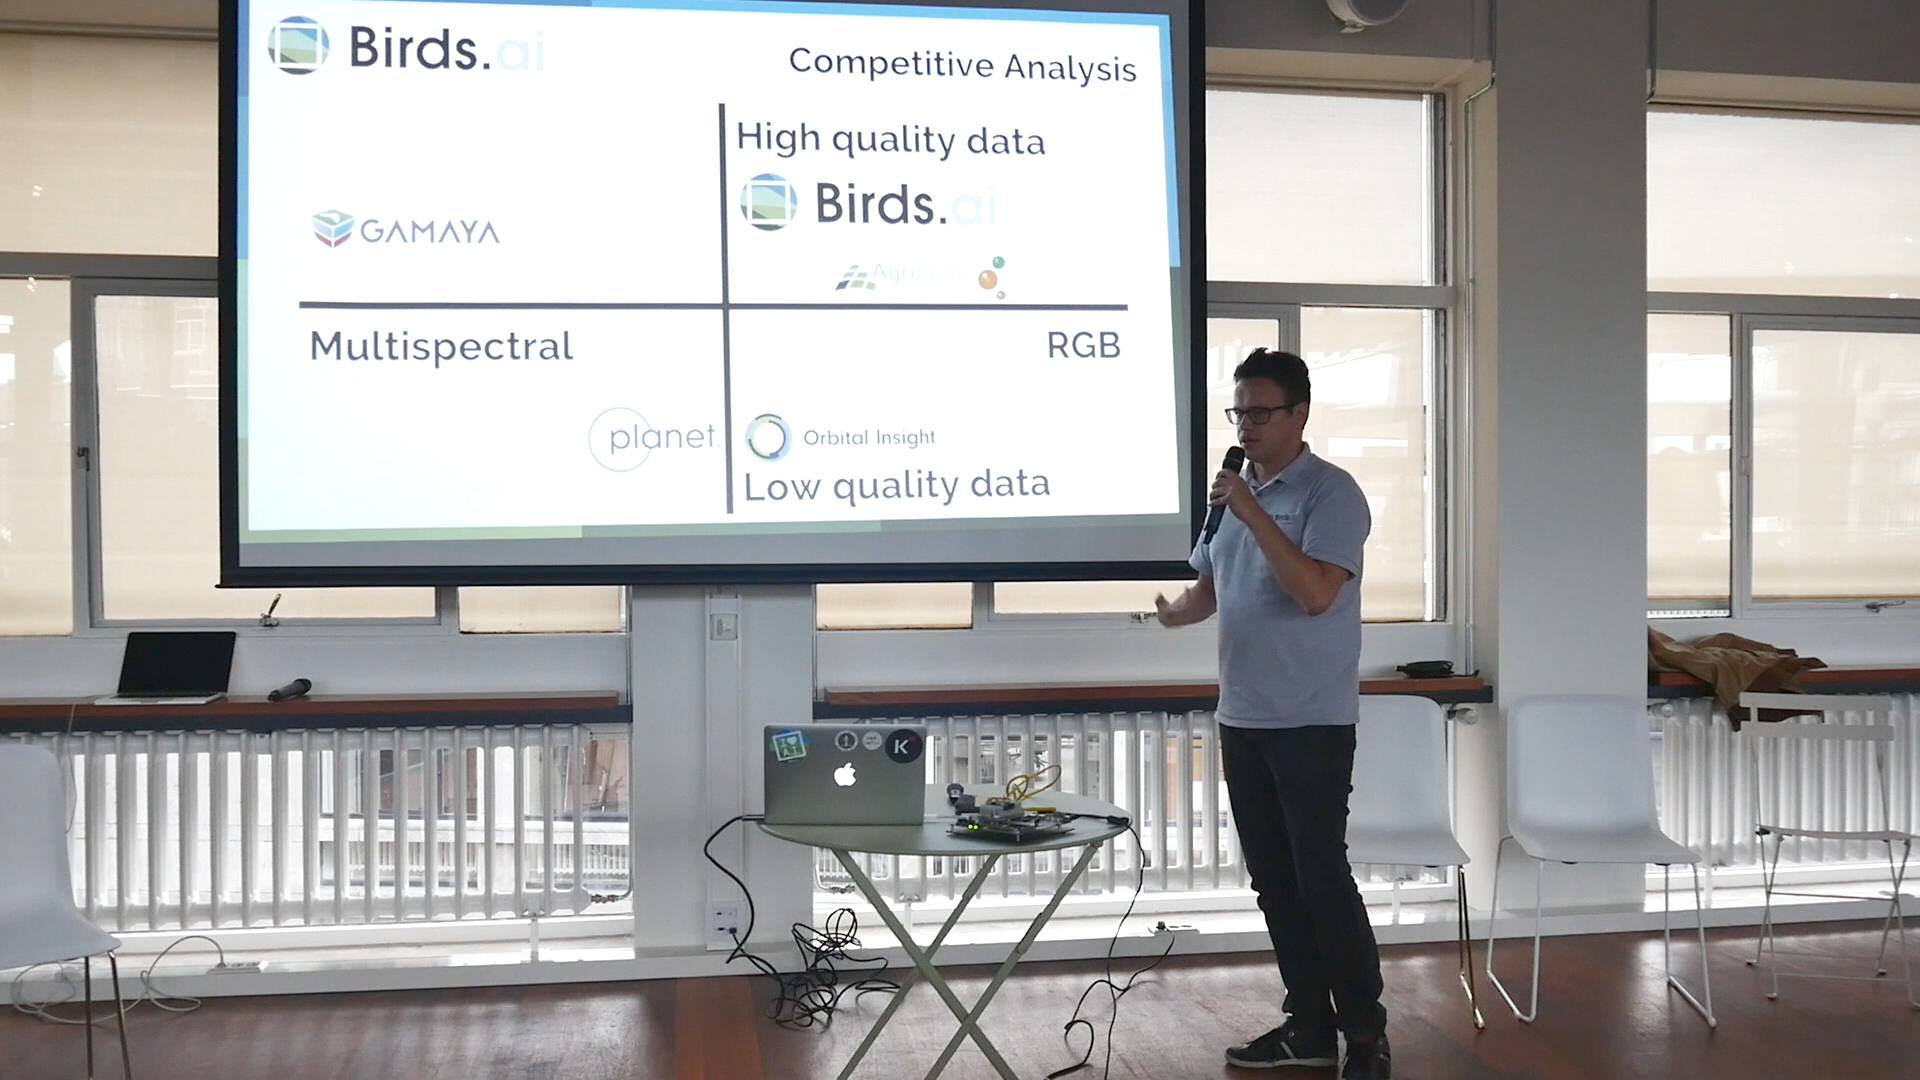 Birds.ai
Competitive Analysis
High quality data
Birds.ai
GAMAYA
Multispectral
RGB
planet.
Orbital Insight
Low quality data
K